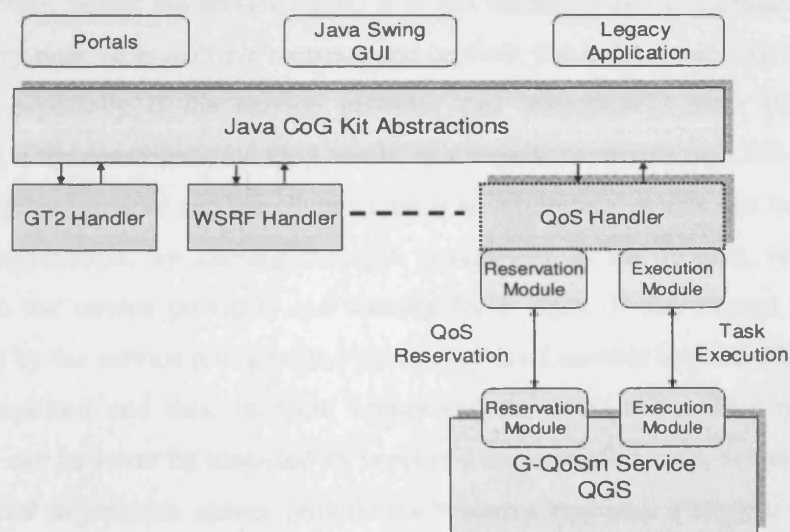 Portals
Java Swing
GUI
Legacy
Application
Java CoG Kit Abstractions
GT2 Handler
WSRF Handler
QoS Handler
Reservation
Module
Execution
Module
QoS
Reservation
Task
Execution
Reservation
Module
Execution
Module
G-QoSm Service
QGS